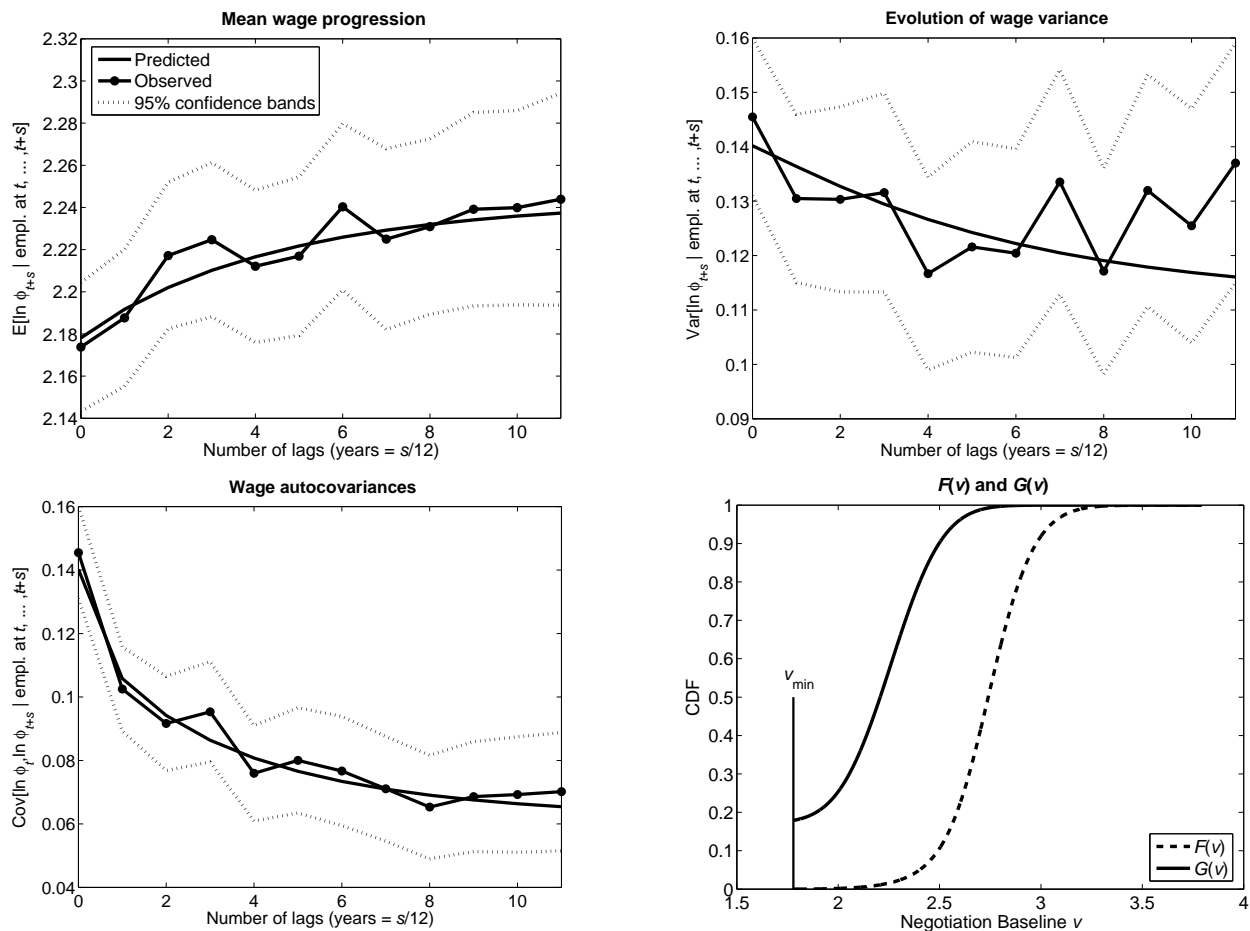 Mean wage progression
2.32
2.3
2.28
2.26
2.24
2.22
2.2
2.18
2.16
2.14
E[ln ϕt+s | empl. at t, ... ,t+s]
Predicted
Observed
95% confidence bands
0 2 4 6 8 10
Number of lags (years = s/12)
Evolution of wage variance
0.16
0.15
0.14
0.13
0.12
0.11
0.1
0.09
Var[ln ϕt+s | empl. at t, ... ,t+s]
0 2 4 6 8 10
Number of lags (years = s/12)
Wage autocovariances
0.16
0.14
0.12
0.1
0.08
0.06
0.04
Cov[ln ϕt,ln ϕt+s | empl. at t, ... ,t+s]
0 2 4 6 8 10
Number of lags (years = s/12)
F(v) and G(v)
1
0.9
0.8
0.7
0.6
0.5
0.4
0.3
0.2
0.1
0
CDF
vmin
F(v)
G(v)
1.5 2 2.5 3 3.5 4
Negotiation Baseline v